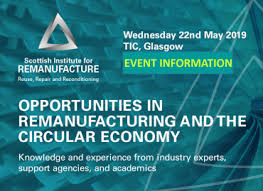 Scottish Institute for
REMANUFACTURE
Reuse, Repair and Reconditioning
Wednesday 22nd May 2019
TIC, Glasgow
EVENT INFORMATION
OPPORTUNITIES IN
REMANUFACTURING AND THE
CIRCULAR ECONOMY
Knowledge and experience from industry experts,
support agencies, and academics